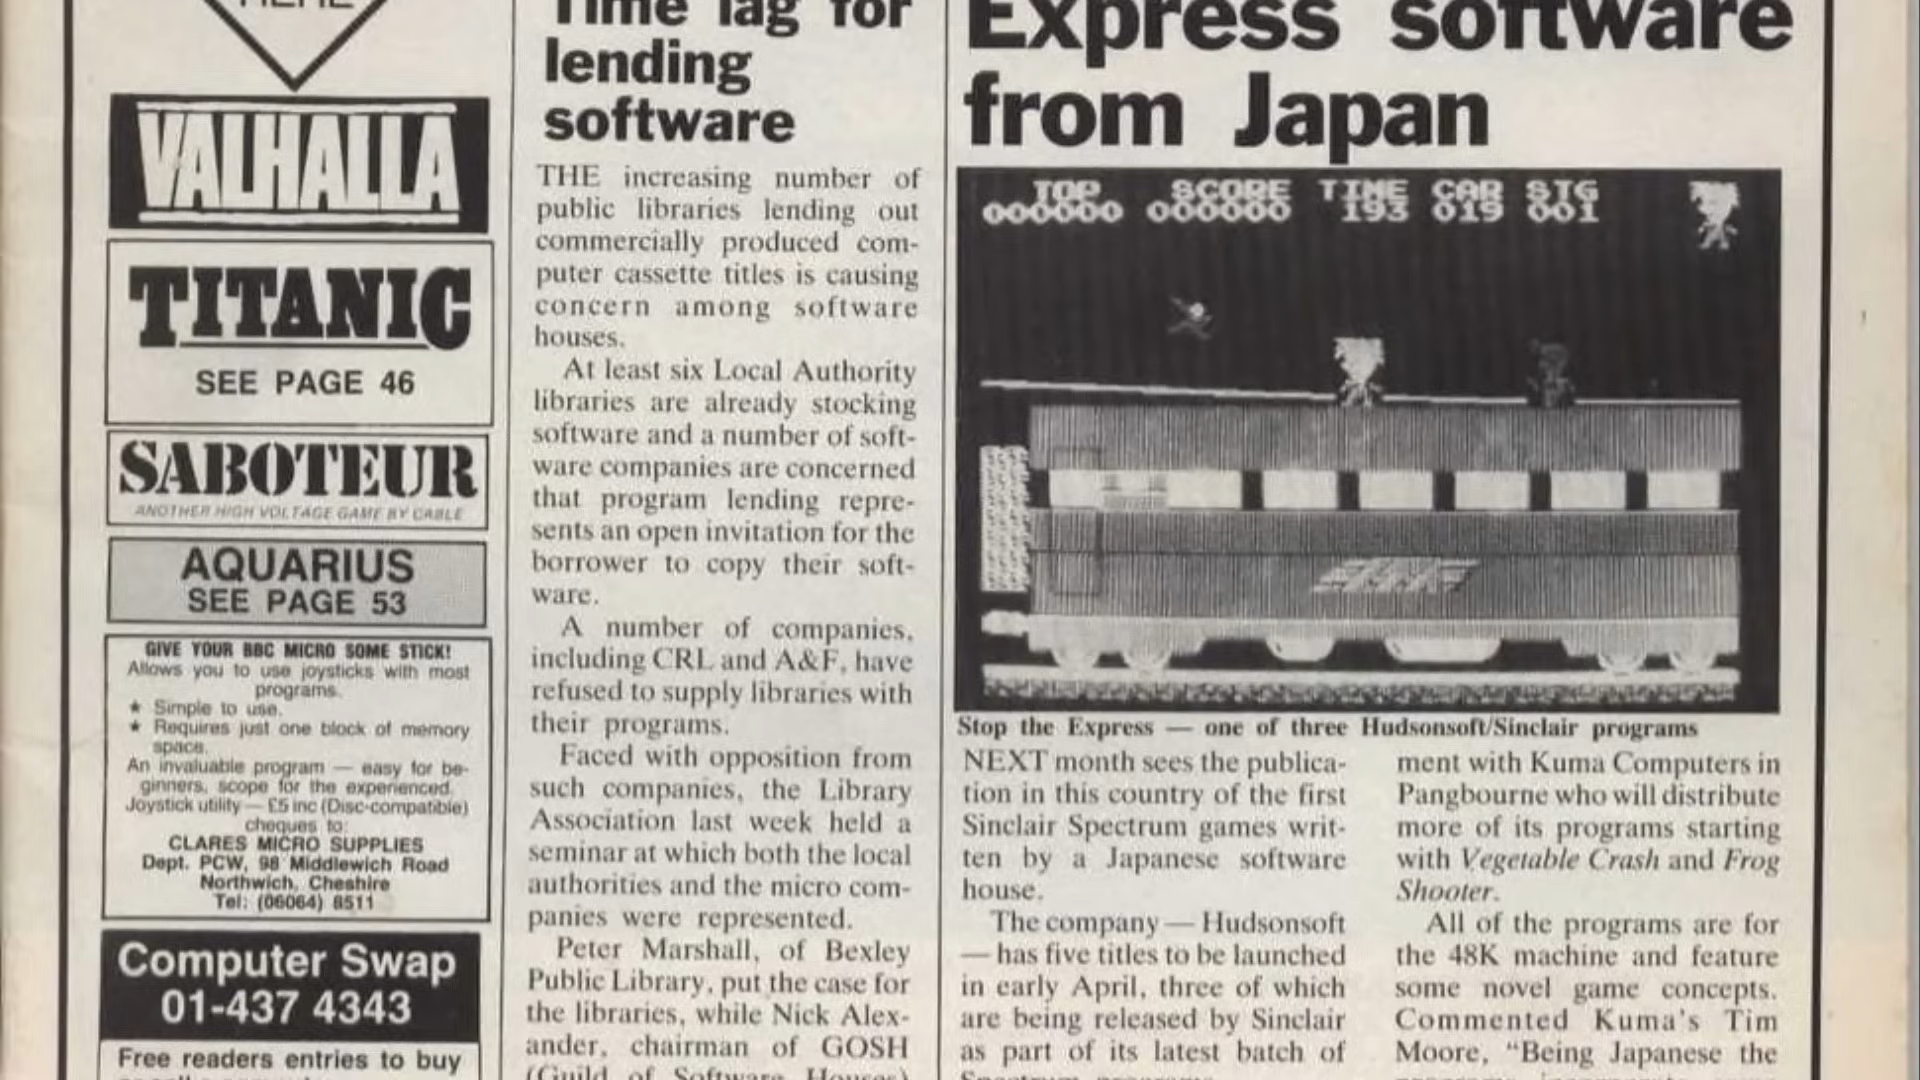 HERE
VALHALLA
TITANIC
SEE PAGE 46
SABOTEUR
ANOTHER HIGH VOLTAGE GAME BY CABLE
AQUARIUS
SEE PAGE 53
GIVE YOUR BBC MICRO SOME STICK!
Allows you to use joysticks with most
programs.
★ Simple to use.
★ Requires just one block of memory
space.
An invaluable program — easy for be-
ginners, scope for the experienced.
Joystick utility — £5 inc (Disc-compatible)
cheques to:
CLARES MICRO SUPPLIES
Dept. PCW, 98 Middlewich Road
Northwich, Cheshire
Tel: (06064) 8511
Computer Swap
01-437 4343
Free readers entries to buy
Time lag for
lending
software
THE increasing number of
public libraries lending out
commercially produced com-
puter cassette titles is causing
concern among software
houses.
At least six Local Authority
libraries are already stocking
software and a number of soft-
ware companies are concerned
that program lending repre-
sents an open invitation for the
borrower to copy their soft-
ware.
A number of companies,
including CRL and A&F, have
refused to supply libraries with
their programs.
Faced with opposition from
such companies, the Library
Association last week held a
seminar at which both the local
authorities and the micro com-
panies were represented.
Peter Marshall, of Bexley
Public Library, put the case for
the libraries, while Nick Alex-
ander, chairman of GOSH
(Guild of Software Houses)
Express software
from Japan
TOP SCORE TIME CAR STG
000000 000000 193 019 001
Stop the Express — one of three Hudsonsoft/Sinclair programs
NEXT month sees the publica-
tion in this country of the first
Sinclair Spectrum games writ-
ten by a Japanese software
house.
The company — Hudsonsoft
— has five titles to be launched
in early April, three of which
are being released by Sinclair
as part of its latest batch of
ment with Kuma Computers in
Pangbourne who will distribute
more of its programs starting
with Vegetable Crash and Frog
Shooter.
All of the programs are for
the 48K machine and feature
some novel game concepts.
Commented Kuma's Tim
Moore, "Being Japanese the